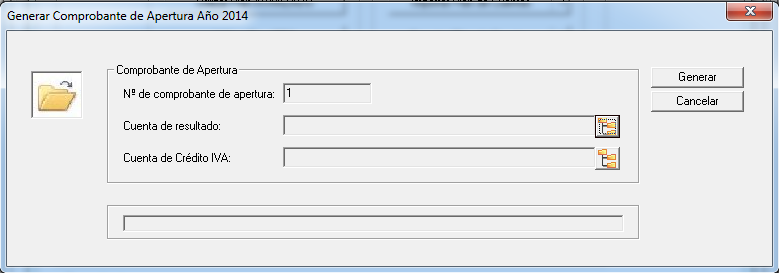 Generar Comprobante de Apertura Año 2014
Comprobante de Apertura
Nº de comprobante de apertura: 1
Cuenta de resultado:
Cuenta de Crédito IVA:
Generar
Cancelar